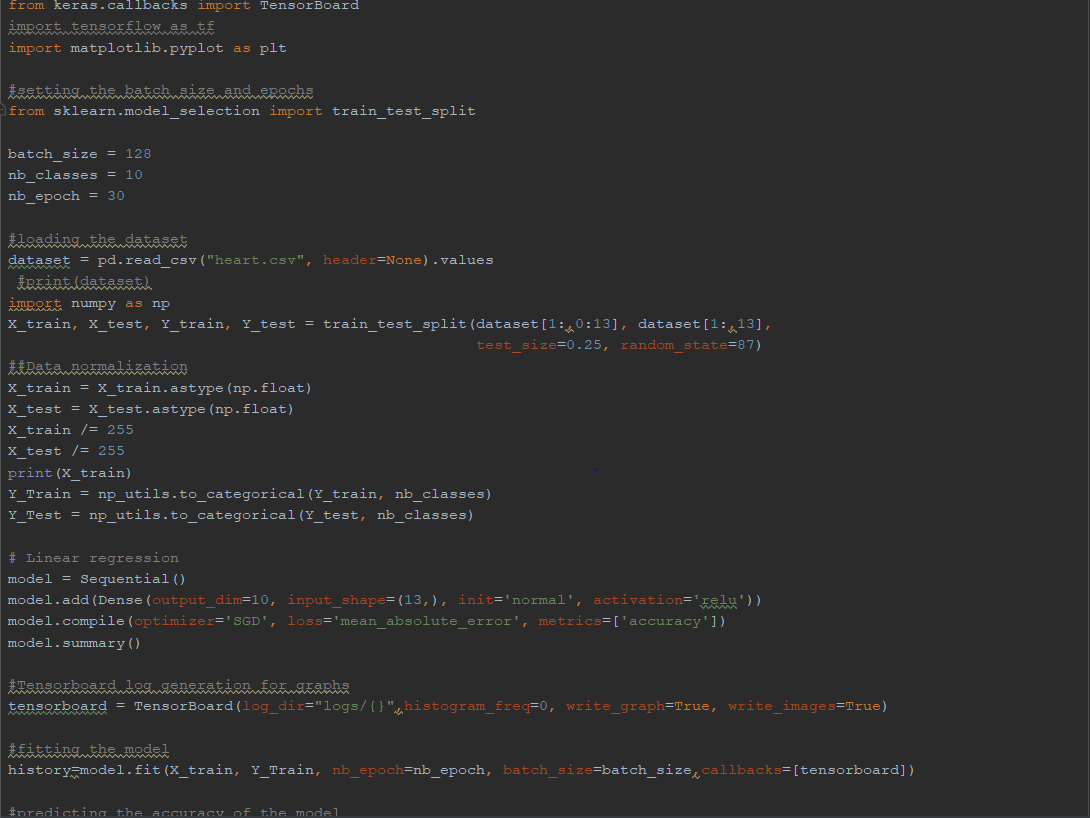 from keras.callbacks import TensorBoard
import tensorflow as tf
import matplotlib.pyplot as plt
#setting the batch size and epochs
from sklearn.model_selection import train_test_split
batch_size = 128
nb_classes = 10
nb_epoch = 30
#loading the dataset
dataset = pd.read_csv("heart.csv", header=None).values
#print(dataset)
import numpy as np
X_train, X_test, Y_train, Y_test = train_test_split(dataset[1:,0:13], dataset[1:,13],
test_size=0.25, random_state=87)
##Data normalization
X_train = X_train.astype(np.float)
X_test = X_test.astype(np.float)
X_train /= 255
X_test /= 255
print(X_train)
Y_Train = np_utils.to_categorical(Y_train, nb_classes)
Y_Test = np_utils.to_categorical(Y_test, nb_classes)
# Linear regression
model = Sequential()
model.add(Dense(output_dim=10, input_shape=(13,), init='normal', activation='relu'))
model.compile(optimizer='SGD', loss='mean_absolute_error', metrics=['accuracy'])
model.summary()
#Tensorboard log generation for graphs
tensorboard = TensorBoard(log_dir="logs/{}",histogram_freq=0, write_graph=True, write_images=True)
#fitting the model
history=model.fit(X_train, Y_Train, nb_epoch=nb_epoch, batch_size=batch_size,callbacks=[tensorboard])
#predicting the accuracy of the model